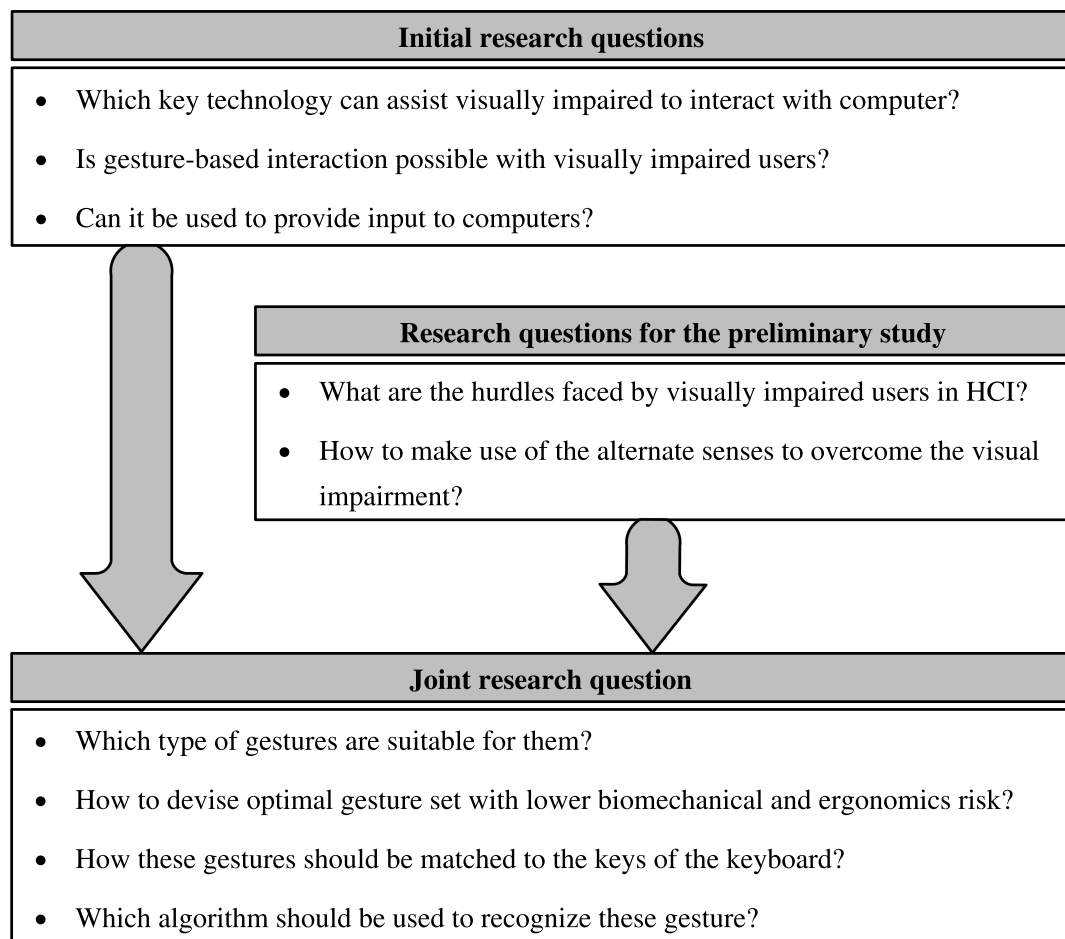 Initial research questions
• Which key technology can assist visually impaired to interact with computer?
• Is gesture-based interaction possible with visually impaired users?
• Can it be used to provide input to computers?
Research questions for the preliminary study
• What are the hurdles faced by visually impaired users in HCI?
• How to make use of the alternate senses to overcome the visual
impairment?
Joint research question
• Which type of gestures are suitable for them?
• How to devise optimal gesture set with lower biomechanical and ergonomics risk?
• How these gestures should be matched to the keys of the keyboard?
• Which algorithm should be used to recognize these gesture?